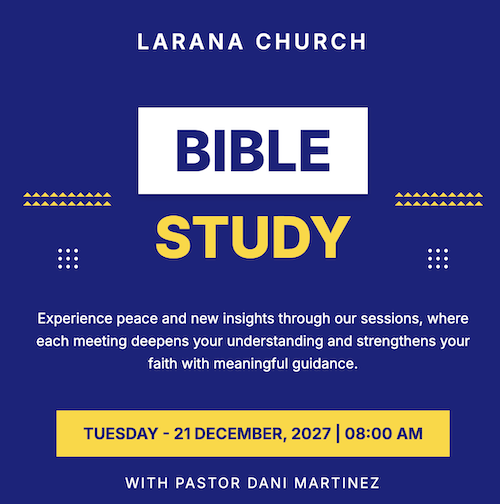 LARANA CHURCH
BIBLE
STUDY
Experience peace and new insights through our sessions, where
each meeting deepens your understanding and strengthens your
faith with meaningful guidance.
TUESDAY - 21 DECEMBER, 2027 | 08:00 AM
WITH PASTOR DANI MARTINEZ